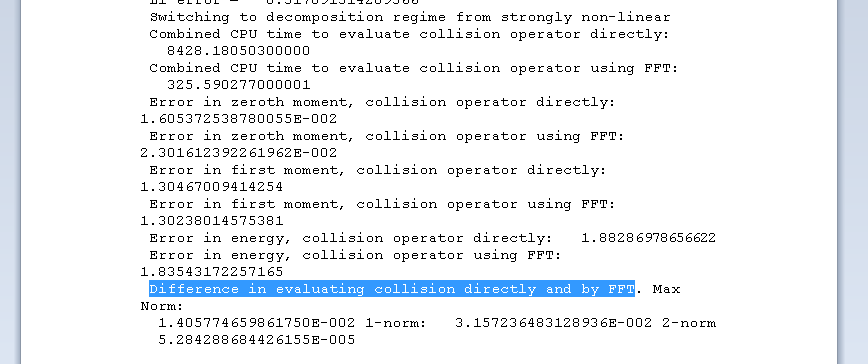 Switching to decomposition regime from strongly non-linear
Combined CPU time to evaluate collision operator directly:
8428.18050300000
Combined CPU time to evaluate collision operator using FFT:
325.590277000001
Error in zeroth moment, collision operator directly:
1.605372538780055E-002
Error in zeroth moment, collision operator using FFT:
2.301612392261962E-002
Error in first moment, collision operator directly:
1.30467009414254
Error in first moment, collision operator using FFT:
1.30238014575381
Error in energy, collision operator directly: 1.88286978656622
Error in energy, collision operator using FFT:
1.83543172257165
Difference in evaluating collision directly and by FFT. Max
Norm:
1.405774659861750E-002 1-norm: 3.157236483128936E-002 2-norm
5.284288684426155E-005